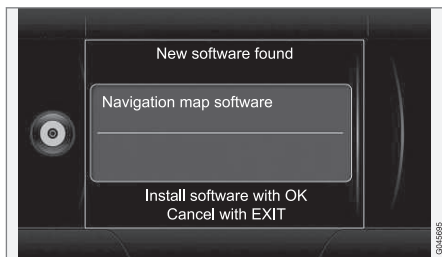 New software found
Navigation map software
Install software with OK
Cancel with EXIT
G045695